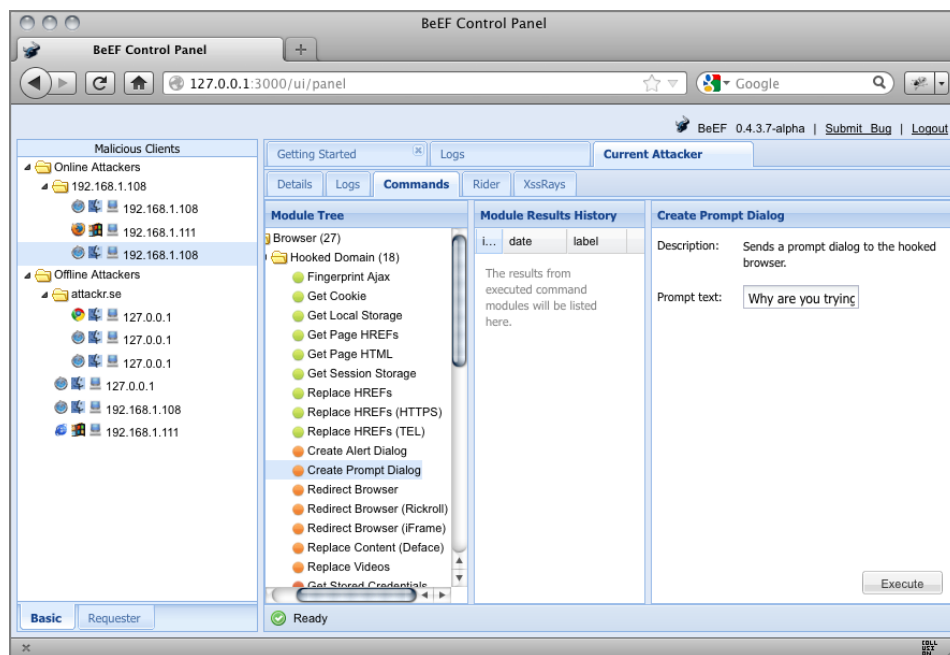 BeEF Control Panel
BeEF Control Panel
127.0.0.1:3000/ui/panel
Google
BeEF 0.4.3.7-alpha | Submit Bug | Logout
Malicious Clients
Online Attackers
192.168.1.108
192.168.1.108
192.168.1.111
192.168.1.108
Offline Attackers
attackr.se
127.0.0.1
127.0.0.1
127.0.0.1
127.0.0.1
192.168.1.108
192.168.1.111
Basic
Requester
Getting Started
Logs
Current Attacker
Details
Logs
Commands
Rider
XssRays
Module Tree
Browser (27)
Hooked Domain (18)
Fingerprint Ajax
Get Cookie
Get Local Storage
Get Page HREFs
Get Page HTML
Get Session Storage
Replace HREFs
Replace HREFs (HTTPS)
Replace HREFs (TEL)
Create Alert Dialog
Create Prompt Dialog
Redirect Browser
Redirect Browser (Rickroll)
Redirect Browser (iFrame)
Replace Content (Deface)
Replace Videos
Get Stored Credentials
Module Results History
i...
date
label
The results from
executed command
modules will be listed
here.
Create Prompt Dialog
Description:
Sends a prompt dialog to the hooked
browser.
Prompt text:
Why are you trying
Execute
Ready